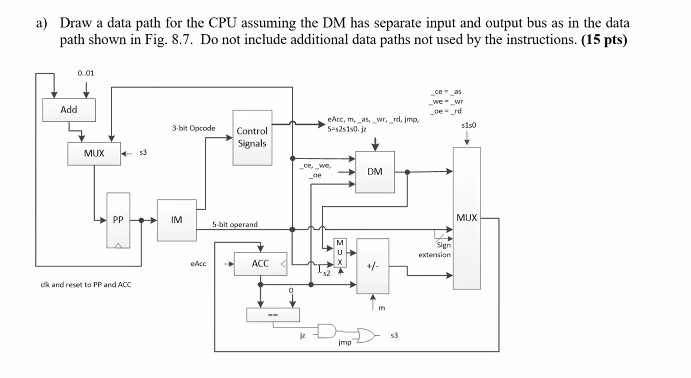 a) Draw a data path for the CPU assuming the DM has separate input and output bus as in the data
path shown in Fig. 8.7. Do not include additional data paths not used by the instructions. (15 pts)
0..01
Add
MUX
s3
3-bit Opcode
Control
Signals
eAcc, m, _as, _wr, _rd, jmp,
S=s2s1s0. jz
_ce = _as
_we = _wr
_oe = _rd
s1s0
_ce, _we,
_oe
DM
MUX
PP
IM
5-bit operand
Sign
extension
M
U
X
s2
+/-
m
eAcc
ACC
clk and reset to PP and ACC
0
==
jz
jmp
s3